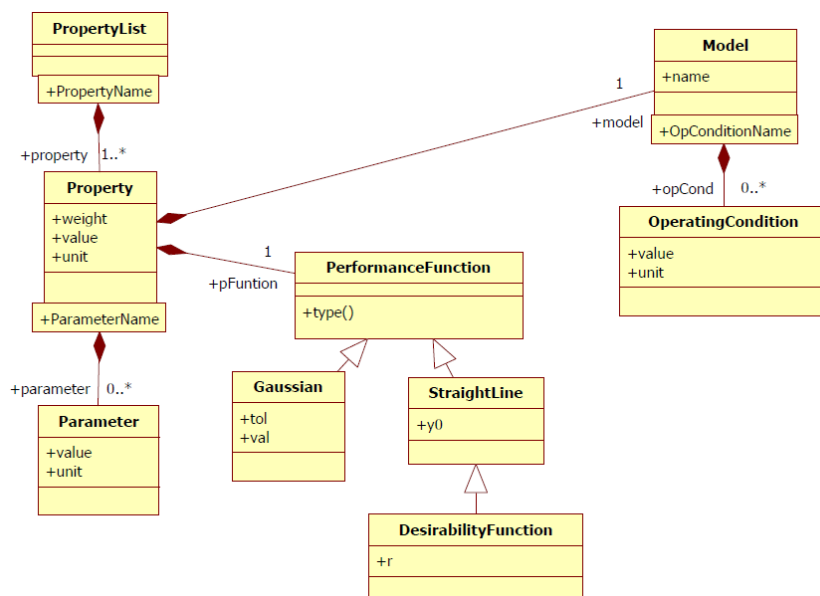 PropertyList
+PropertyName
+property 1..*
Property
+weight
+value
+unit
+ParameterName
+parameter 0..*
Parameter
+value
+unit
1
+model
Model
+name
+OpConditionName
+opCond 0..*
OperatingCondition
+value
+unit
1
+pFuntion
PerformanceFunction
+type()
Gaussian
+tol
+val
StraightLine
+y0
DesirabilityFunction
+r